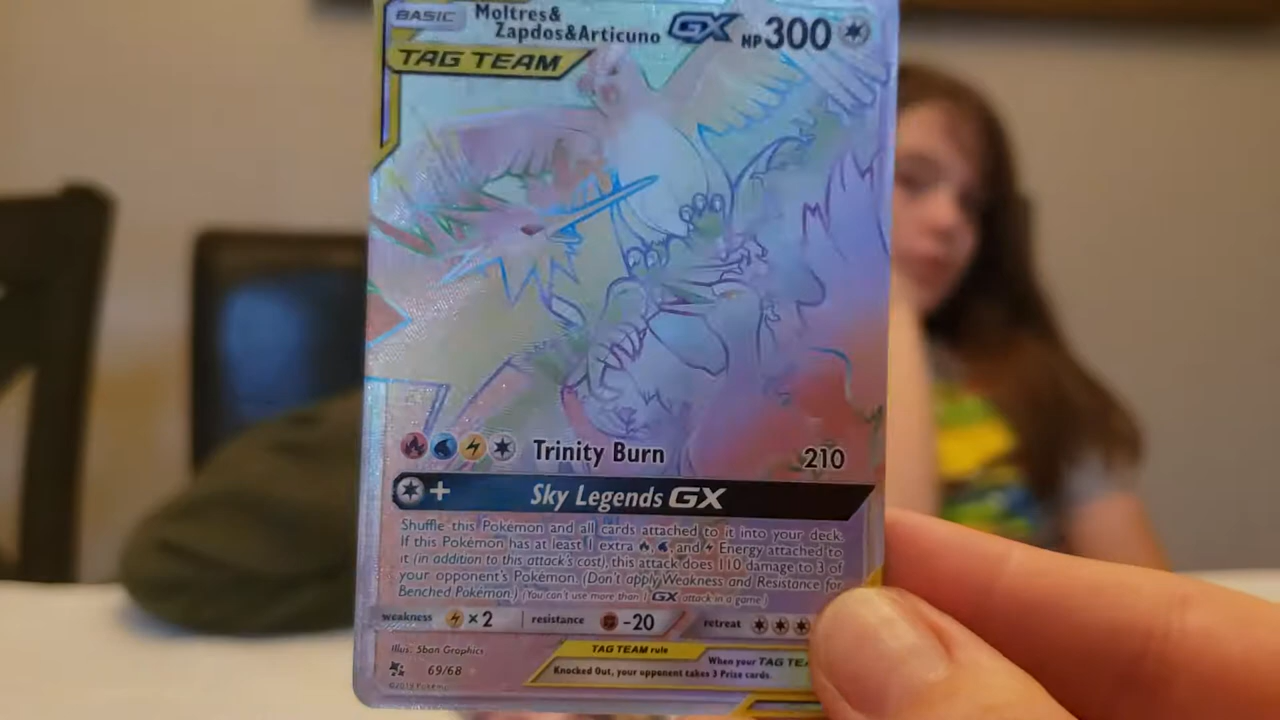 BASIC Moltres& Zapdos&Articuno GX HP300
TAG TEAM
Trinity Burn 210
+ Sky Legends GX
Shuffle this Pokémon and all cards attached to it into your deck.
If this Pokémon has at least 1 extra , , and Energy attached to
it (in addition to this attack's cost), this attack does 110 damage to 3 of
your opponent's Pokémon. (Don't apply Weakness and Resistance for
Benched Pokémon.) (You can't use more than 1 GX attack in a game.)
weakness ×2 resistance -20 retreat
Illus. 5ban Graphics
TAG TEAM rule When your TAG TEA
Knocked Out, your opponent takes 3 Prize cards.
69/68
Pokémon